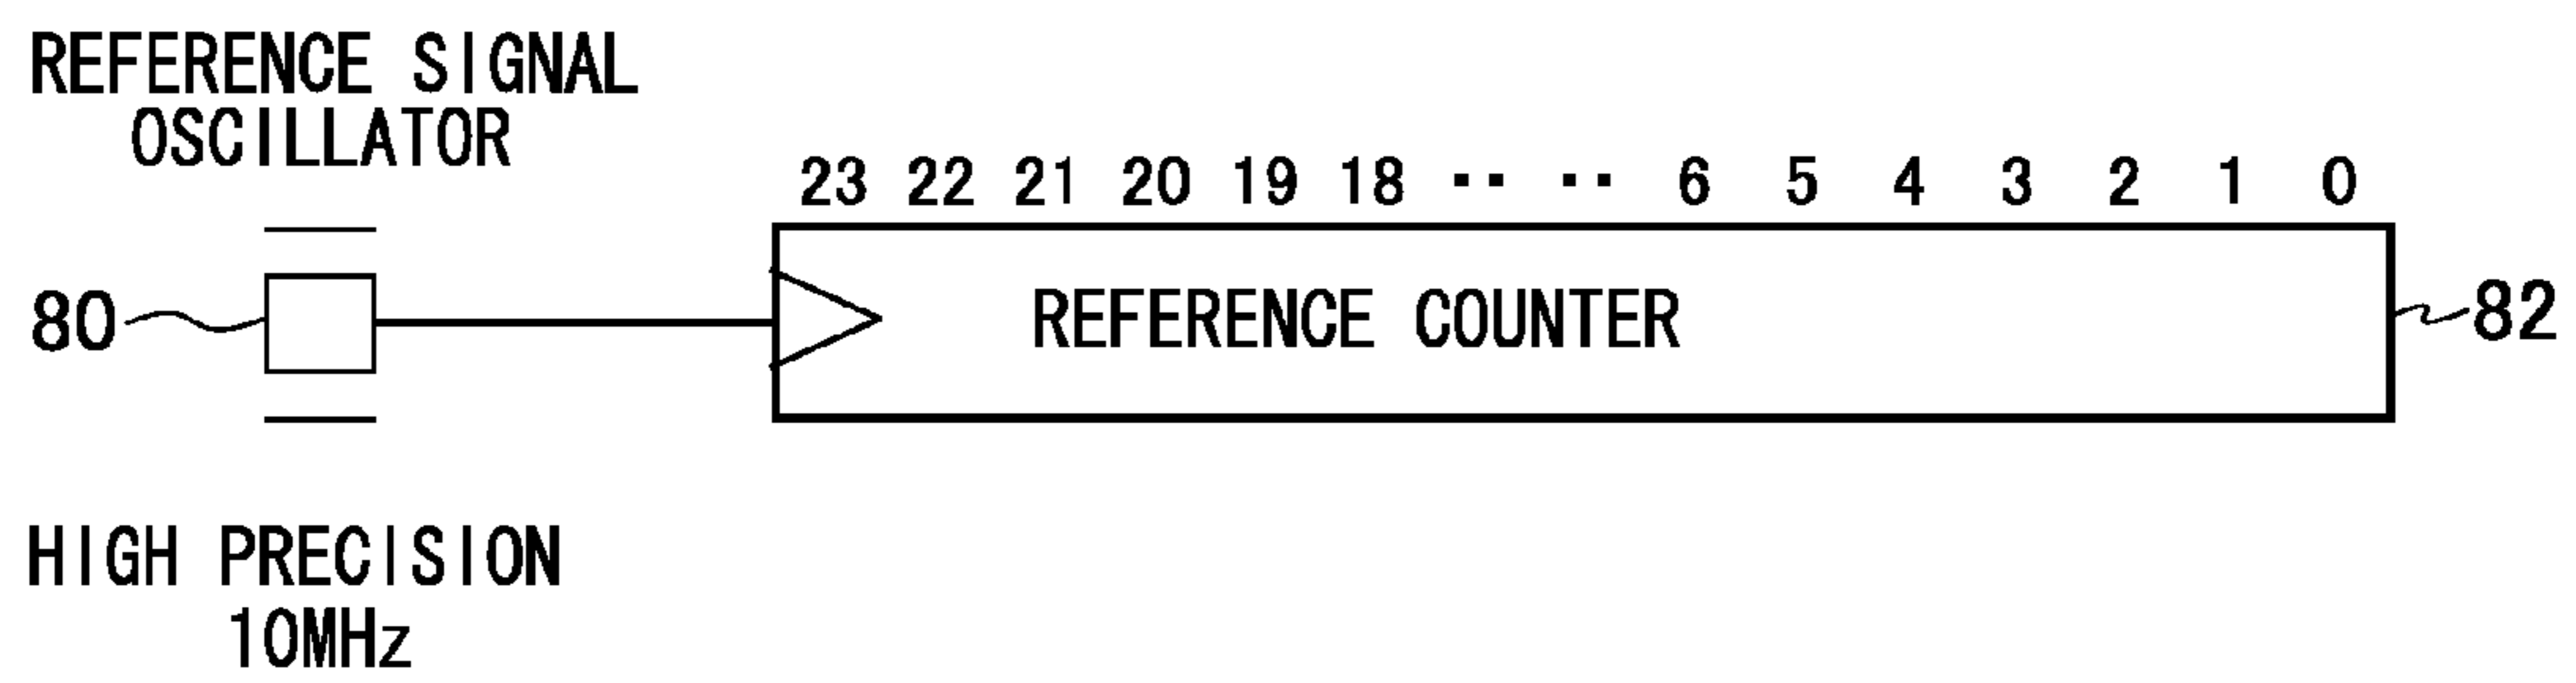 REFERENCE SIGNAL
OSCILLATOR
23 22 21 20 19 18 ·· ·· 6 5 4 3 2 1 0
80
REFERENCE COUNTER
82
HIGH PRECISION
10MHz